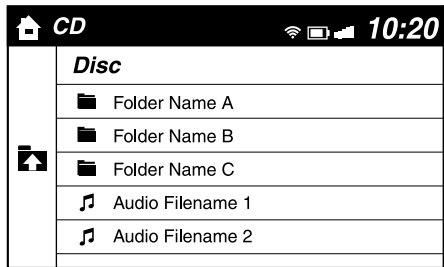 CD 10:20
Disc
Folder Name A
Folder Name B
Folder Name C
Audio Filename 1
Audio Filename 2